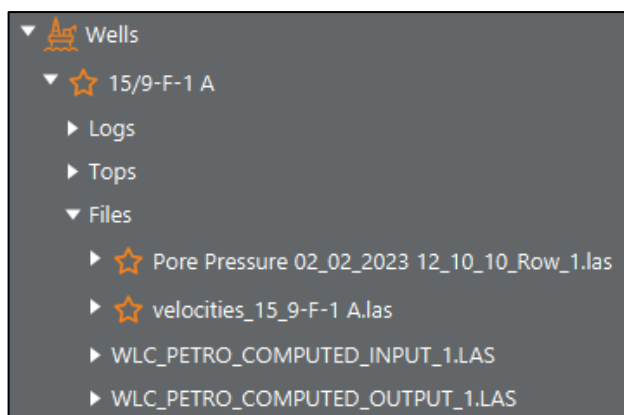 Wells
15/9-F-1 A
Logs
Tops
Files
Pore Pressure 02_02_2023 12_10_10_Row_1.las
velocities_15_9-F-1 A.las
WLC_PETRO_COMPUTED_INPUT_1.LAS
WLC_PETRO_COMPUTED_OUTPUT_1.LAS